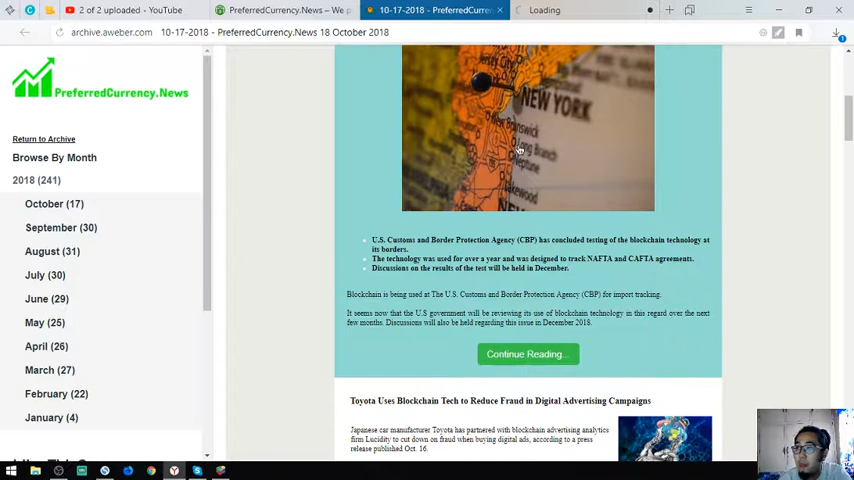 2 of 2 uploaded - YouTube
PreferredCurrency.News – We p
10-17-2018 - PreferredCurren
Loading
archive.aweber.com
10-17-2018 - PreferredCurrency.News 18 October 2018
PreferredCurrency.News
Return to Archive
Browse By Month
2018 (241)
October (17)
September (30)
August (31)
July (30)
June (29)
May (25)
April (26)
March (27)
February (22)
January (4)
NEW YORK
New Brunswick
Long Branch
Neptune
Lakewood
U.S. Customs and Border Protection Agency (CBP) has concluded testing of the blockchain technology at
its borders.
The technology was used for over a year and was designed to track NAFTA and CAFTA agreements.
Discussions on the results of the test will be held in December.
Blockchain is being used at The U.S. Customs and Border Protection Agency (CBP) for import tracking.
It seems now that the U.S government will be reviewing its use of blockchain technology in this regard over the next
few months. Discussions will also be held regarding this issue in December 2018.
Continue Reading...
Toyota Uses Blockchain Tech to Reduce Fraud in Digital Advertising Campaigns
Japanese car manufacturer Toyota has partnered with blockchain advertising analytics
firm Lucidity to cut down on fraud when buying digital ads, according to a press
release published Oct. 16.